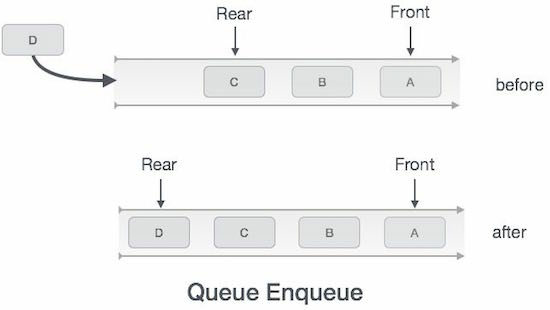 Rear Front
D
C B A
before
Rear Front
D C B A
after
Queue Enqueue